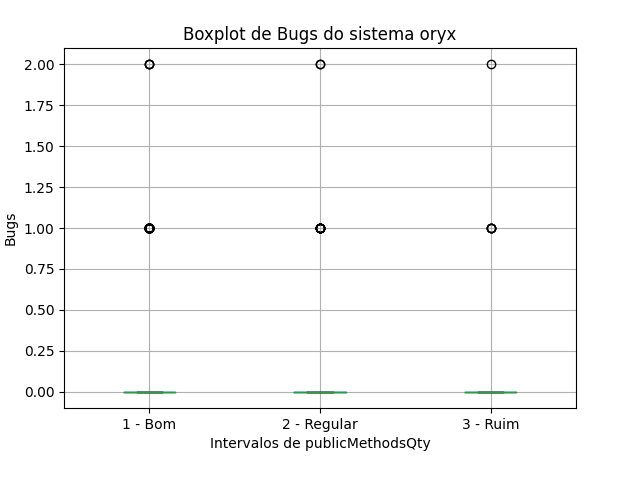 Boxplot de Bugs do sistema oryx
2.00
1.75
1.50
1.25
1.00
0.75
0.50
0.25
0.00
Bugs
1 - Bom
2 - Regular
3 - Ruim
Intervalos de publicMethodsQty